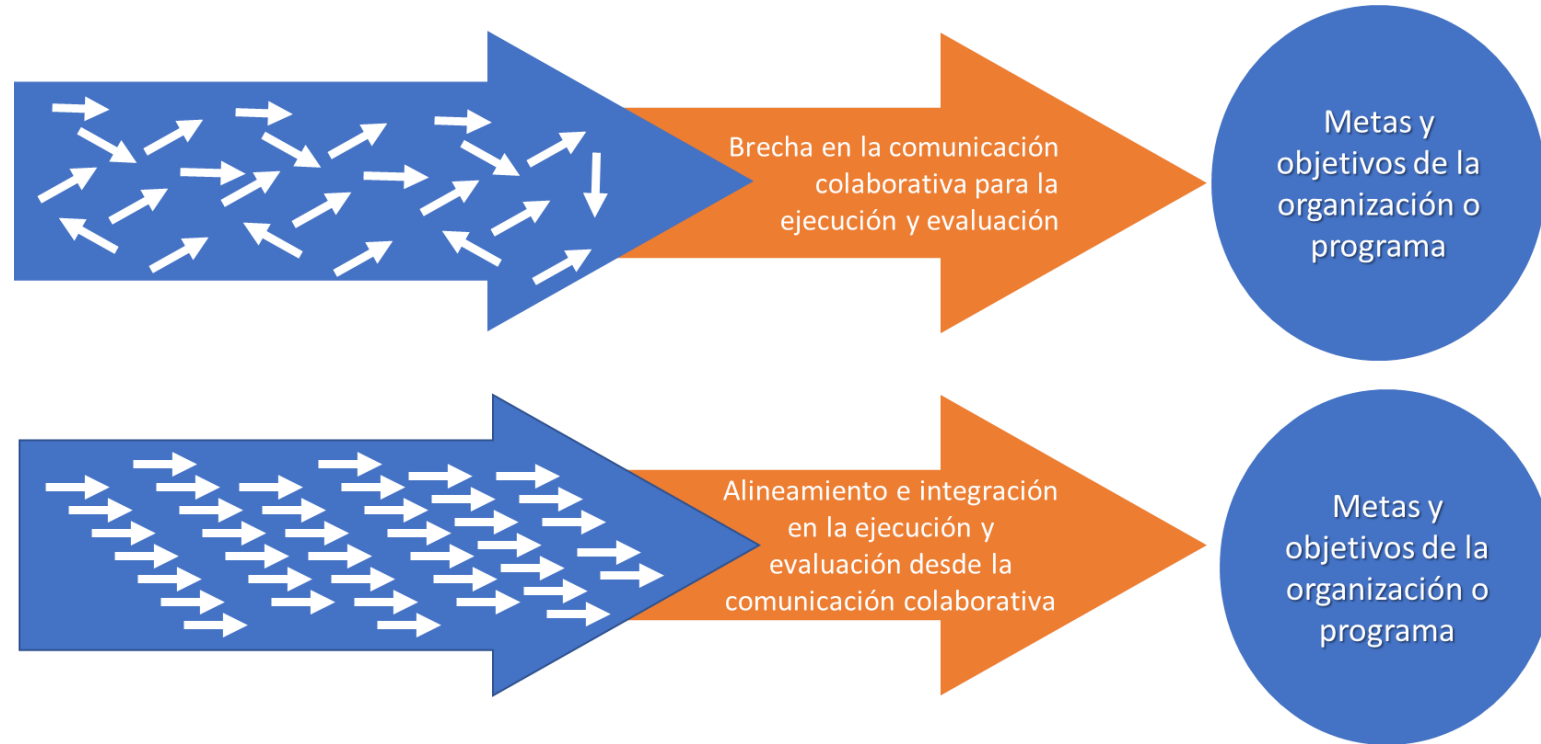 Brecha en la comunicación
colaborativa para la
ejecución y evaluación
Metas y
objetivos de la
organización o
programa
Alineamiento e integración
en la ejecución y
evaluación desde la
comunicación colaborativa
Metas y
objetivos de la
organización o
programa